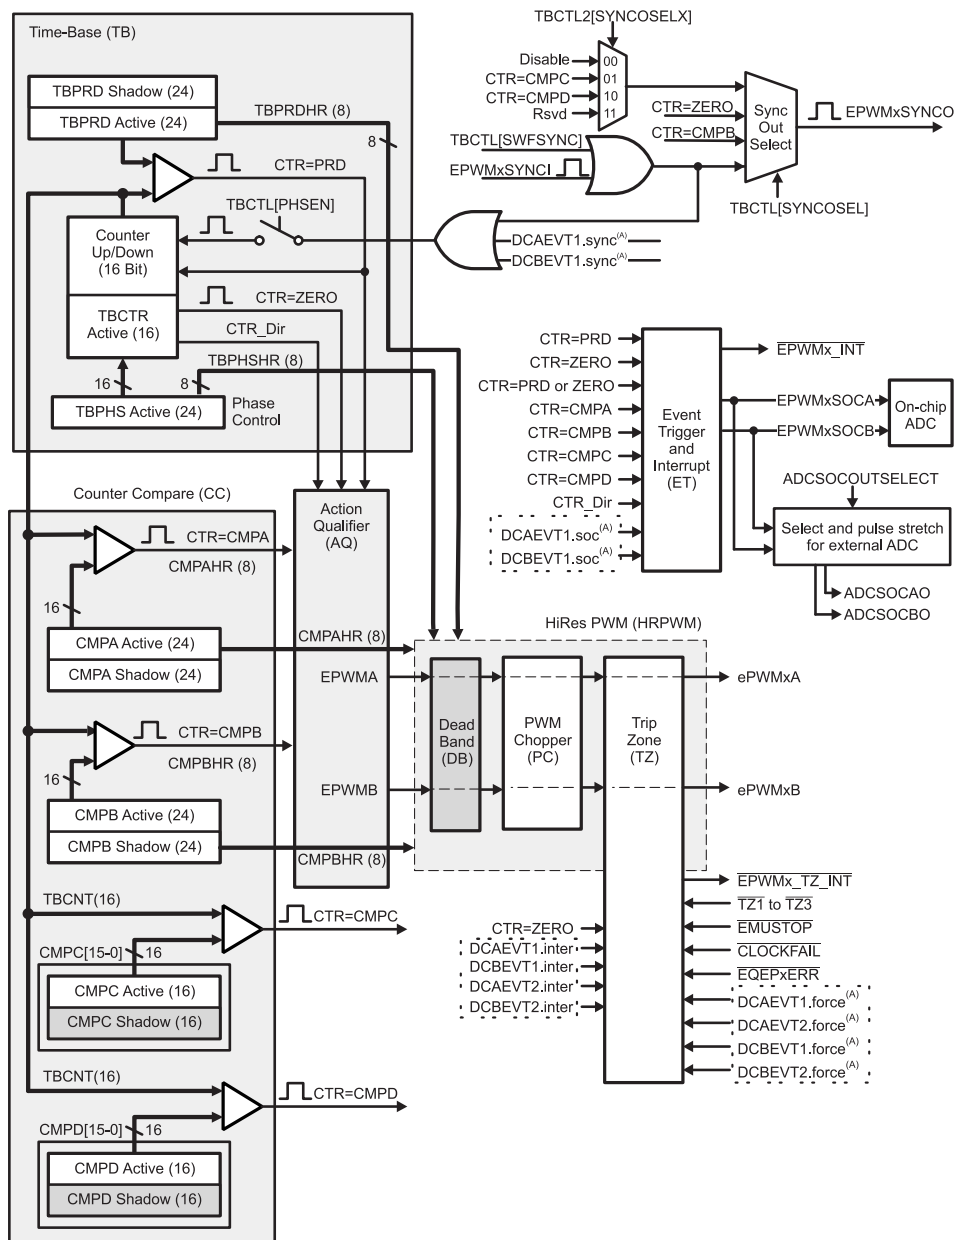 Time-Base (TB)
TBPRD Shadow (24)
TBPRD Active (24)
TBPRDHR (8)
8
CTR=PRD
TBCTL[PHSEN]
Counter
Up/Down
(16 Bit)
TBCTR
Active (16)
CTR=ZERO
CTR_Dir
TBPHSHR (8)
16
8
TBPHS Active (24)
Phase
Control
TBCTL2[SYNCOSELX]
Disable
00
CTR=CMPC
01
CTR=CMPD
10
Rsvd
11
CTR=ZERO
CTR=CMPB
Sync
Out
Select
EPWMxSYNCO
TBCTL[SWFSYNC]
EPWMxSYNCI
TBCTL[SYNCOSEL]
DCAEVT1.sync(A)
DCBEVT1.sync(A)
CTR=PRD
CTR=ZERO
CTR=PRD or ZERO
CTR=CMPA
CTR=CMPB
CTR=CMPC
CTR=CMPD
CTR_Dir
DCAEVT1.soc(A)
DCBEVT1.soc(A)
Event
Trigger
and
Interrupt
(ET)
EPWMx_INT
EPWMxSOCA
EPWMxSOCB
On-chip
ADC
ADCSOCOUTSELECT
Select and pulse stretch
for external ADC
ADCSOCAO
ADCSOCBO
Counter Compare (CC)
CTR=CMPA
CMPAHR (8)
16
CMPA Active (24)
CMPA Shadow (24)
CTR=CMPB
CMPBHR (8)
16
CMPB Active (24)
CMPB Shadow (24)
TBCNT(16)
CTR=CMPC
CMPC[15-0]
16
CMPC Active (16)
CMPC Shadow (16)
TBCNT(16)
CTR=CMPD
CMPD[15-0]
16
CMPD Active (16)
CMPD Shadow (16)
Action
Qualifier
(AQ)
CMPAHR (8)
EPWMA
EPWMB
CMPBHR (8)
HiRes PWM (HRPWM)
Dead
Band
(DB)
PWM
Chopper
(PC)
Trip
Zone
(TZ)
ePWMxA
ePWMxB
EPWMx_TZ_INT
TZ1 to TZ3
EMUSTOP
CLOCKFAIL
EQEPxERR
DCAEVT1.force(A)
DCAEVT2.force(A)
DCBEVT1.force(A)
DCBEVT2.force(A)
CTR=ZERO
DCAEVT1.inter
DCBEVT1.inter
DCAEVT2.inter
DCBEVT2.inter